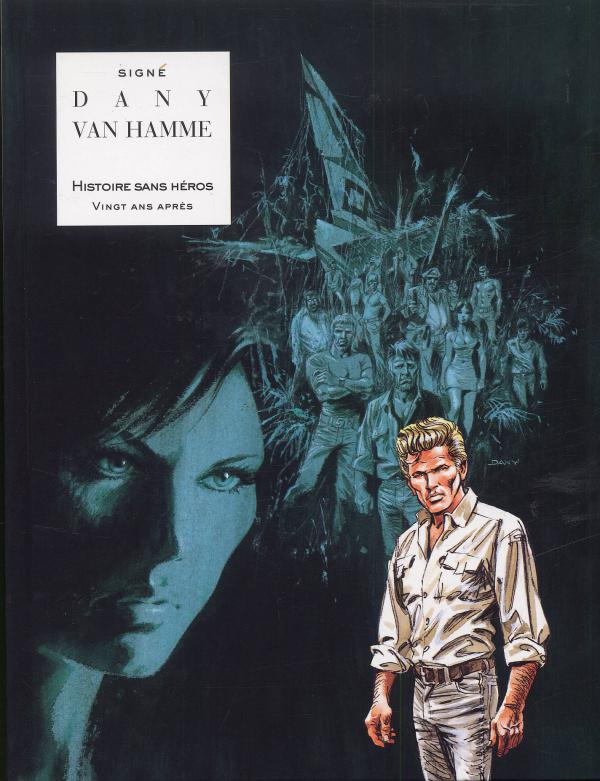 SIGNÉ
DANY
VAN HAMME
HISTOIRE SANS HÉROS
VINGT ANS APRÈS
DANY